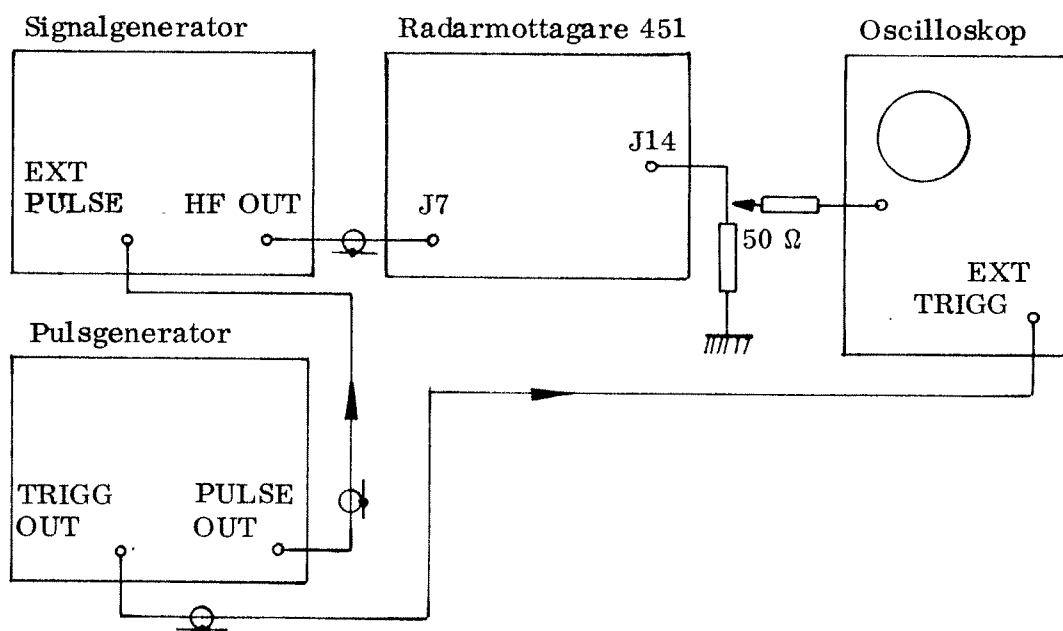 Signalgenerator
Radarmottagare 451
Oscilloskop
EXT
PULSE
HF OUT
J7
J14
50 Ω
EXT
TRIGG
Pulsgenerator
TRIGG
OUT
PULSE
OUT